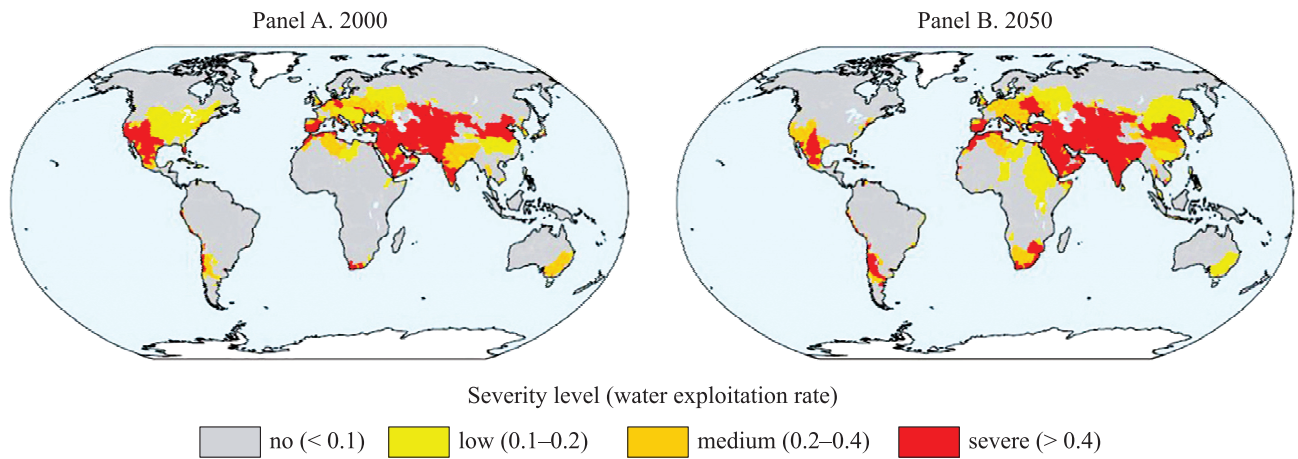 Panel A. 2000
Panel B. 2050
Severity level (water exploitation rate)
no (< 0.1)
low (0.1–0.2)
medium (0.2–0.4)
severe (> 0.4)